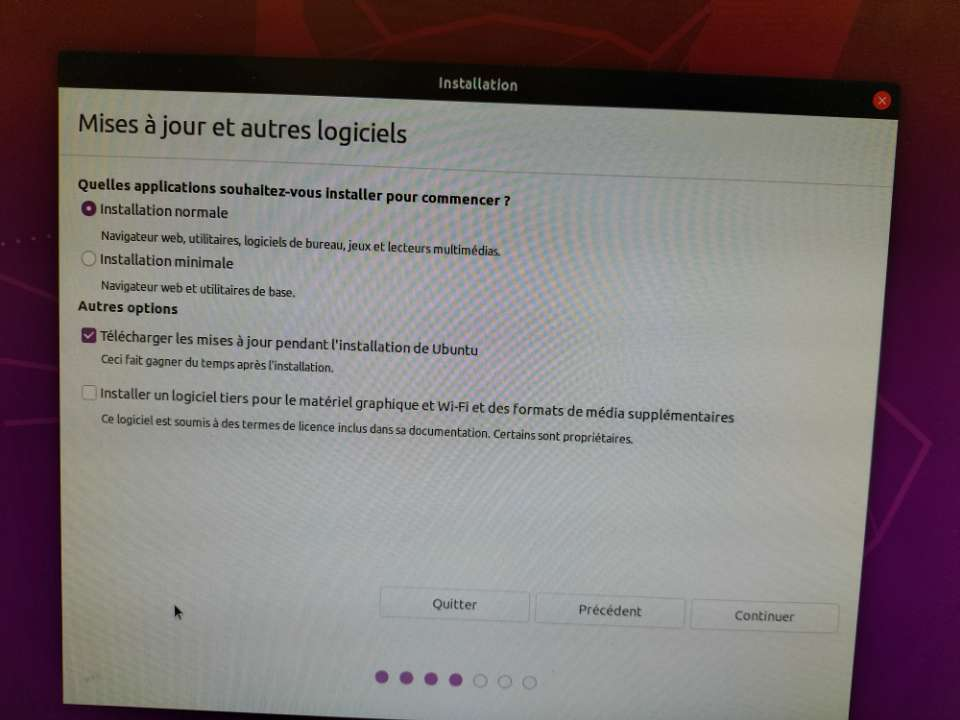 Installation
Mises à jour et autres logiciels
Quelles applications souhaitez-vous installer pour commencer ?
Installation normale
Navigateur web, utilitaires, logiciels de bureau, jeux et lecteurs multimédias.
Installation minimale
Navigateur web et utilitaires de base.
Autres options
Télécharger les mises à jour pendant l'installation de Ubuntu
Ceci fait gagner du temps après l'installation.
Installer un logiciel tiers pour le matériel graphique et Wi-Fi et des formats de média supplémentaires
Ce logiciel est soumis à des termes de licence inclus dans sa documentation. Certains sont propriétaires.
Quitter
Précédent
Continuer